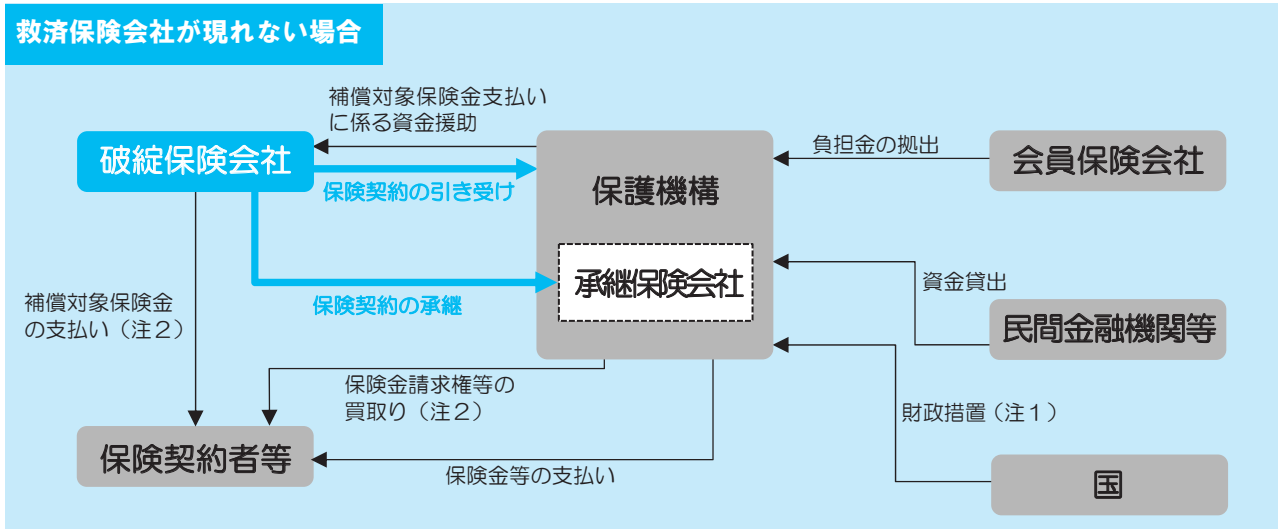 救済保険会社が現れない場合
補償対象保険金支払い
に係る資金援助
破綻保険会社
保険契約の引き受け
保護機構
負担金の拠出
会員保険会社
承継保険会社
保険契約の承継
補償対象保険金
の支払い（注２）
資金貸出
民間金融機関等
保険金請求権等の
買取り（注２）
財政措置（注１）
保険契約者等
保険金等の支払い
国